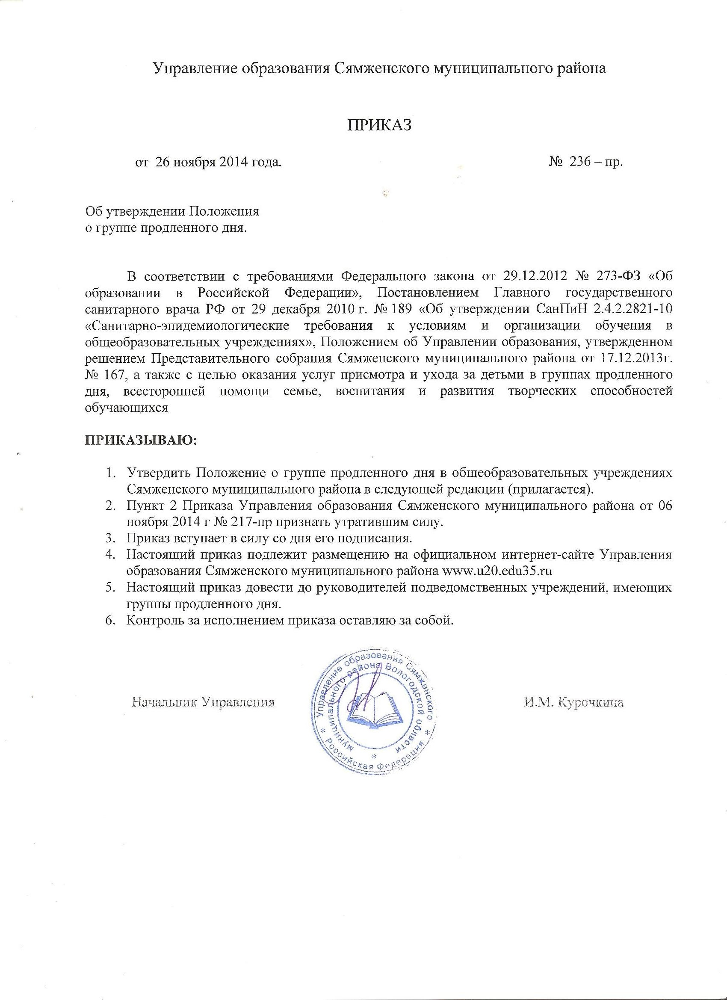 Управление образования Сямженского муниципального района
ПРИКАЗ
от 26 ноября 2014 года. № 236 – пр.
Об утверждении Положения
о группе продленного дня.
В соответствии с требованиями Федерального закона от 29.12.2012 № 273-ФЗ «Об
образовании в Российской Федерации», Постановлением Главного государственного
санитарного врача РФ от 29 декабря 2010 г. № 189 «Об утверждении СанПиН 2.4.2.2821-10
«Санитарно-эпидемиологические требования к условиям и организации обучения в
общеобразовательных учреждениях», Положением об Управлении образования, утвержденном
решением Представительного собрания Сямженского муниципального района от 17.12.2013г.
№ 167, а также с целью оказания услуг присмотра и ухода за детьми в группах продленного
дня, всесторонней помощи семье, воспитания и развития творческих способностей
обучающихся
ПРИКАЗЫВАЮ:
1. Утвердить Положение о группе продленного дня в общеобразовательных учреждениях
Сямженского муниципального района в следующей редакции (прилагается).
2. Пункт 2 Приказа Управления образования Сямженского муниципального района от 06
ноября 2014 г № 217-пр признать утратившим силу.
3. Приказ вступает в силу со дня его подписания.
4. Настоящий приказ подлежит размещению на официальном интернет-сайте Управления
образования Сямженского муниципального района www.u20.edu35.ru
5. Настоящий приказ довести до руководителей подведомственных учреждений, имеющих
группы продленного дня.
6. Контроль за исполнением приказа оставляю за собой.
Начальник Управления И.М. Курочкина
Управление образования Сямженского
муниципального района Вологодской области
* Российская Федерация *